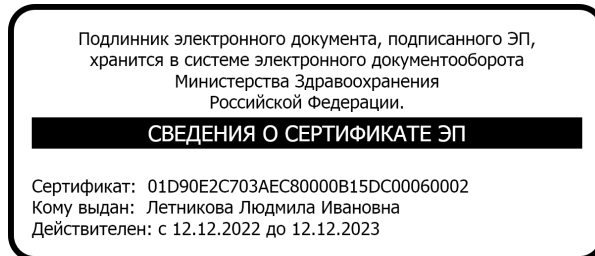 Подлинник электронного документа, подписанного ЭП,
хранится в системе электронного документооборота
Министерства Здравоохранения
Российской Федерации.
СВЕДЕНИЯ О СЕРТИФИКАТЕ ЭП
Сертификат: 01D90E2C703AEC80000B15DC00060002
Кому выдан: Летникова Людмила Ивановна
Действителен: с 12.12.2022 до 12.12.2023